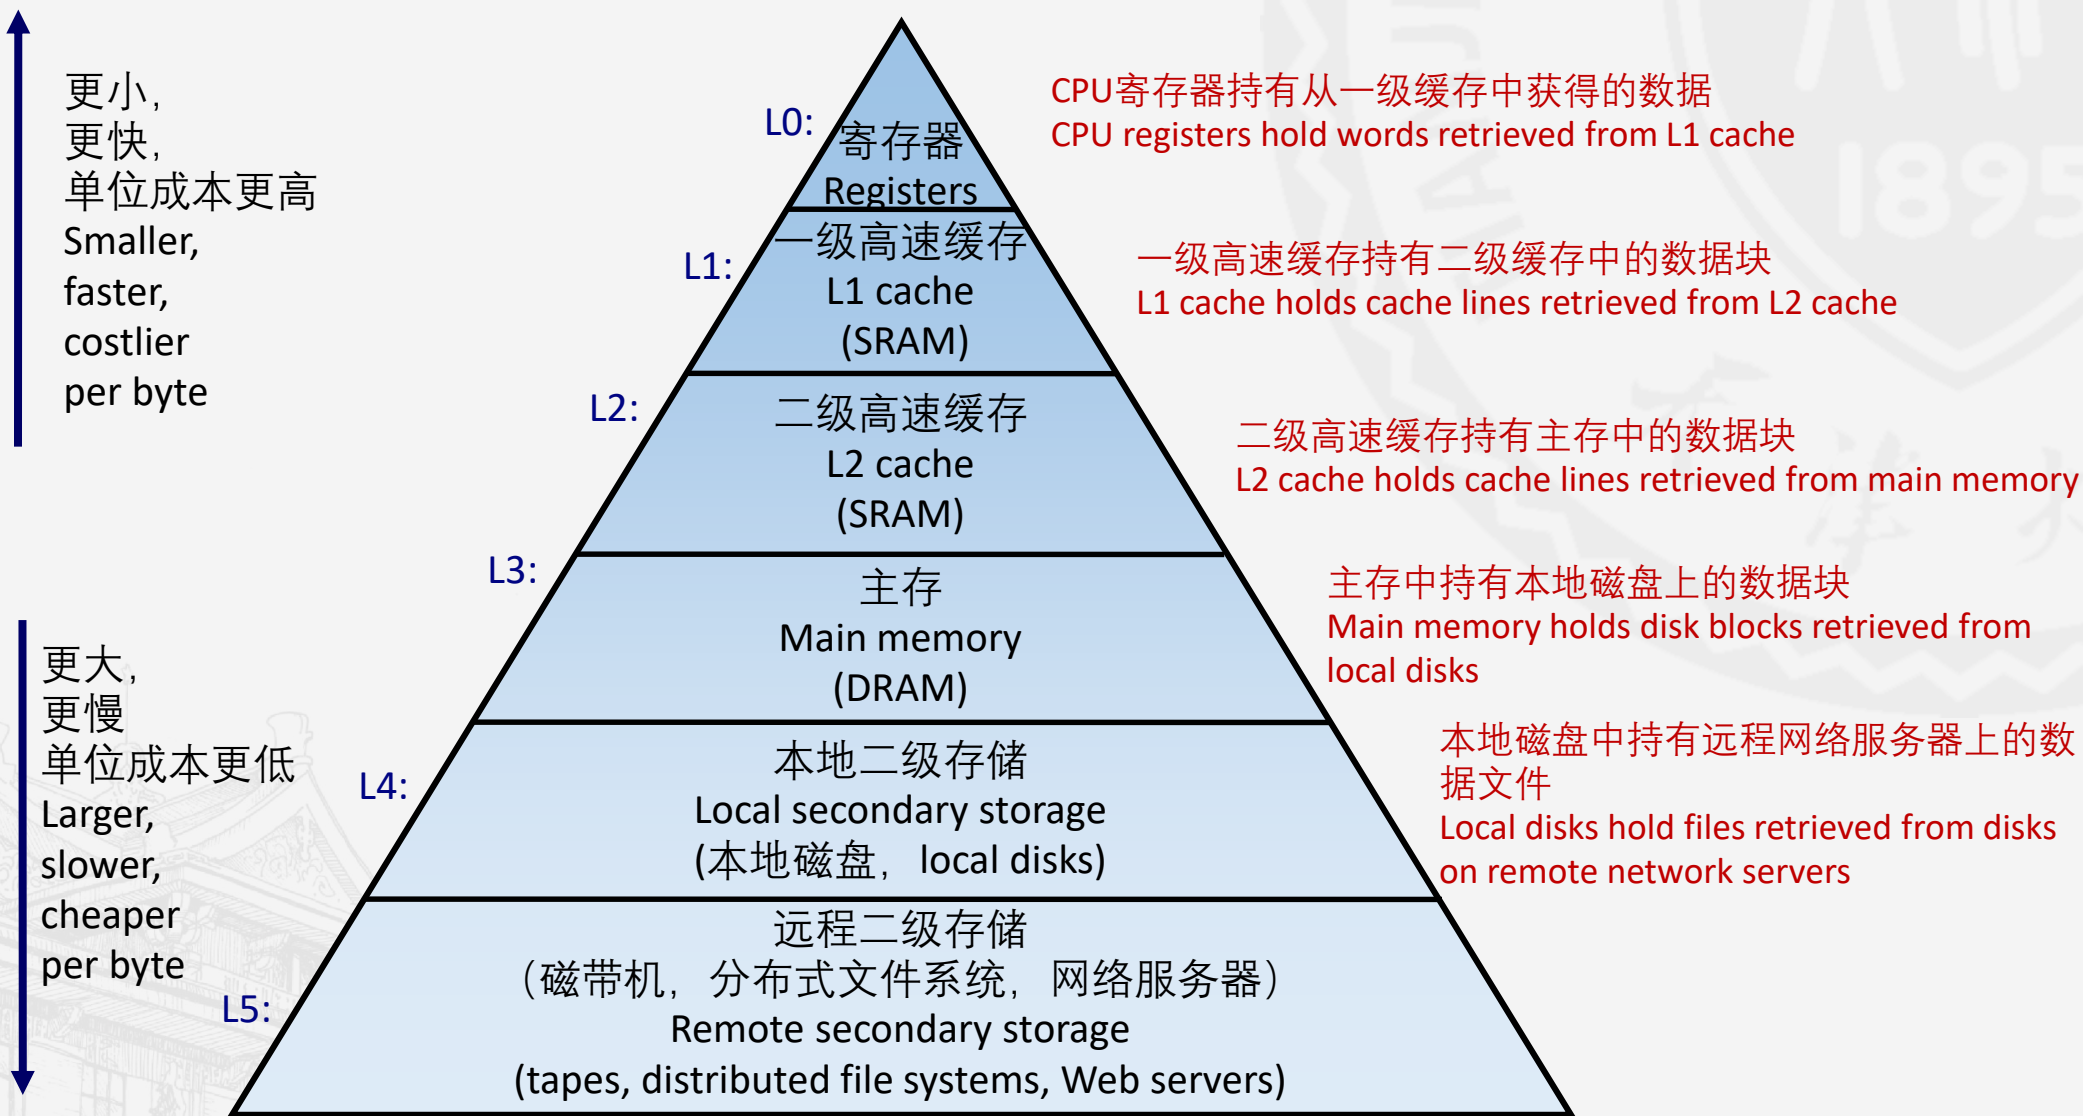 更小,
更快,
单位成本更高
Smaller,
faster,
costlier
per byte
更大,
更慢
单位成本更低
Larger,
slower,
cheaper
per byte
L0:
寄存器
Registers
CPU寄存器持有从一级缓存中获得的数据
CPU registers hold words retrieved from L1 cache
L1:
一级高速缓存
L1 cache
(SRAM)
一级高速缓存持有二级缓存中的数据块
L1 cache holds cache lines retrieved from L2 cache
L2:
二级高速缓存
L2 cache
(SRAM)
二级高速缓存持有主存中的数据块
L2 cache holds cache lines retrieved from main memory
L3:
主存
Main memory
(DRAM)
主存中持有本地磁盘上的数据块
Main memory holds disk blocks retrieved from
local disks
L4:
本地二级存储
Local secondary storage
(本地磁盘，local disks)
本地磁盘中持有远程网络服务器上的数
据文件
Local disks hold files retrieved from disks
on remote network servers
L5:
远程二级存储
（磁带机，分布式文件系统，网络服务器）
Remote secondary storage
(tapes, distributed file systems, Web servers)
1895